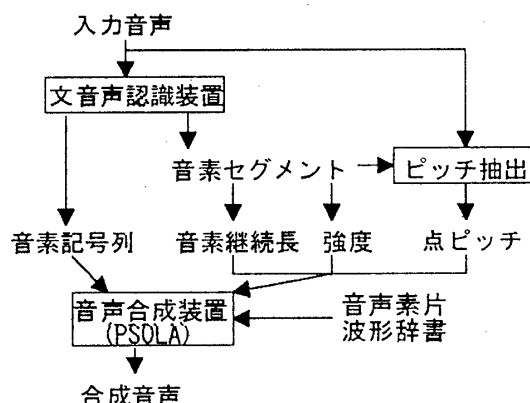 入力音声
文音声認識装置
音素セグメント
ピッチ抽出
音素記号列
音素継続長
強度
点ピッチ
音声合成装置
(PSOLA)
音声素片
波形辞書
合成音声